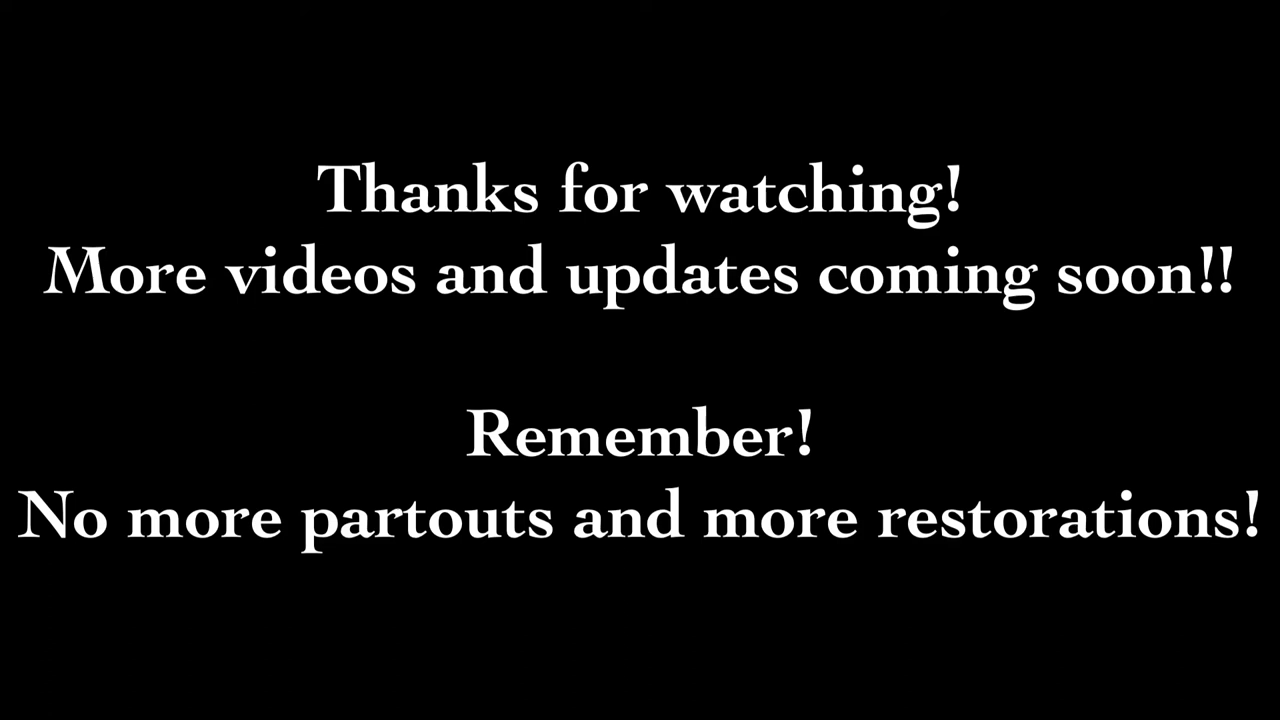 Thanks for watching!
More videos and updates coming soon!!
Remember!
No more partouts and more restorations!